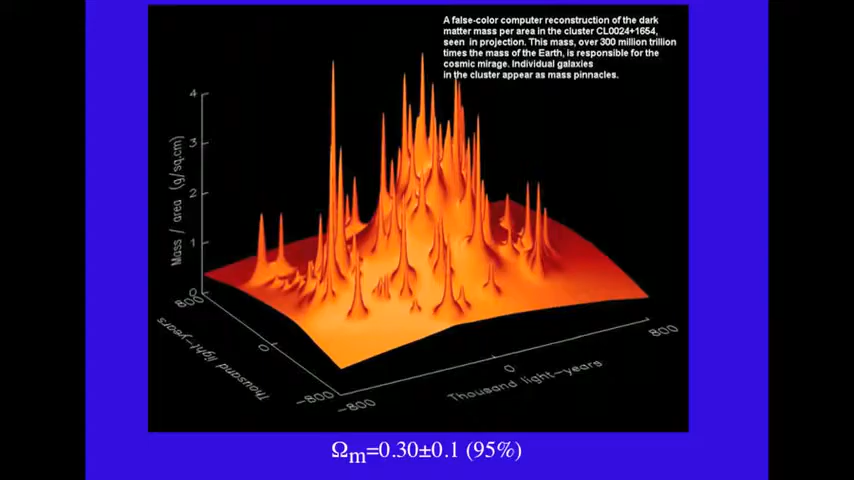 A false-color computer reconstruction of the dark
matter mass per area in the cluster CL0024+1654,
seen in projection. This mass, over 300 million trillion
times the mass of the Earth, is responsible for the
cosmic mirage. Individual galaxies
in the cluster appear as mass pinnacles.
4
3
2
1
0
Mass / area (g/sq.cm)
800
0
-800
Thousand light-years
-800
0
800
Thousand light-years
Ωm=0.30±0.1 (95%)